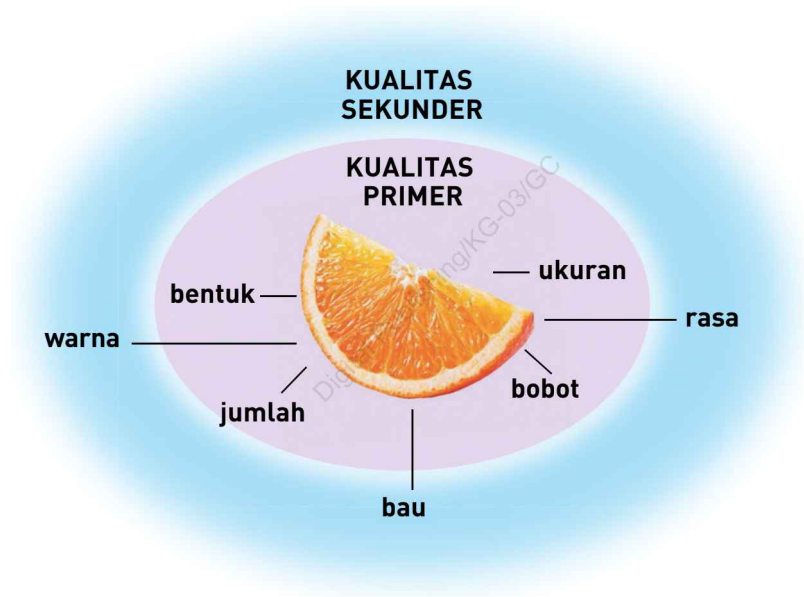 KUALITAS
SEKUNDER
KUALITAS
PRIMER
ukuran
bentuk
rasa
warna
bobot
jumlah
bau